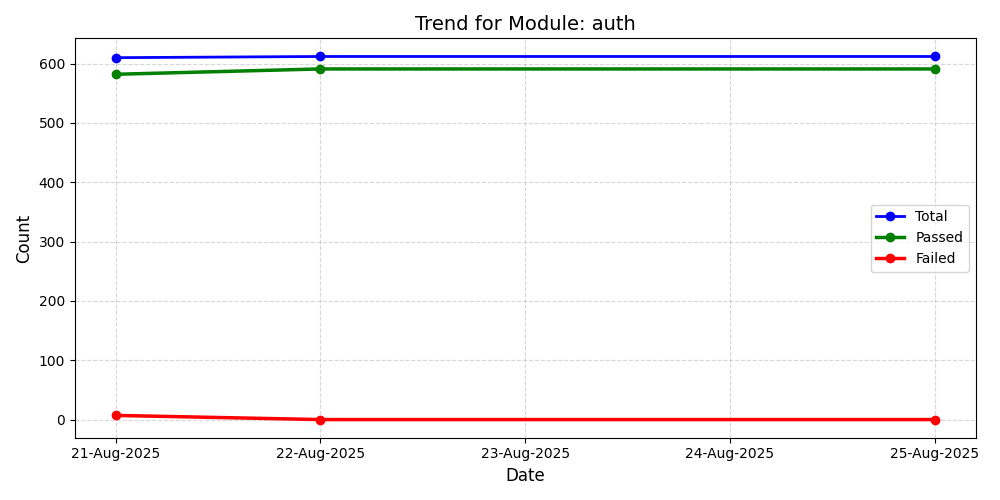 Trend for Module: auth
600
500
400
300
200
100
0
Count
Total
Passed
Failed
21-Aug-2025
22-Aug-2025
23-Aug-2025
24-Aug-2025
25-Aug-2025
Date